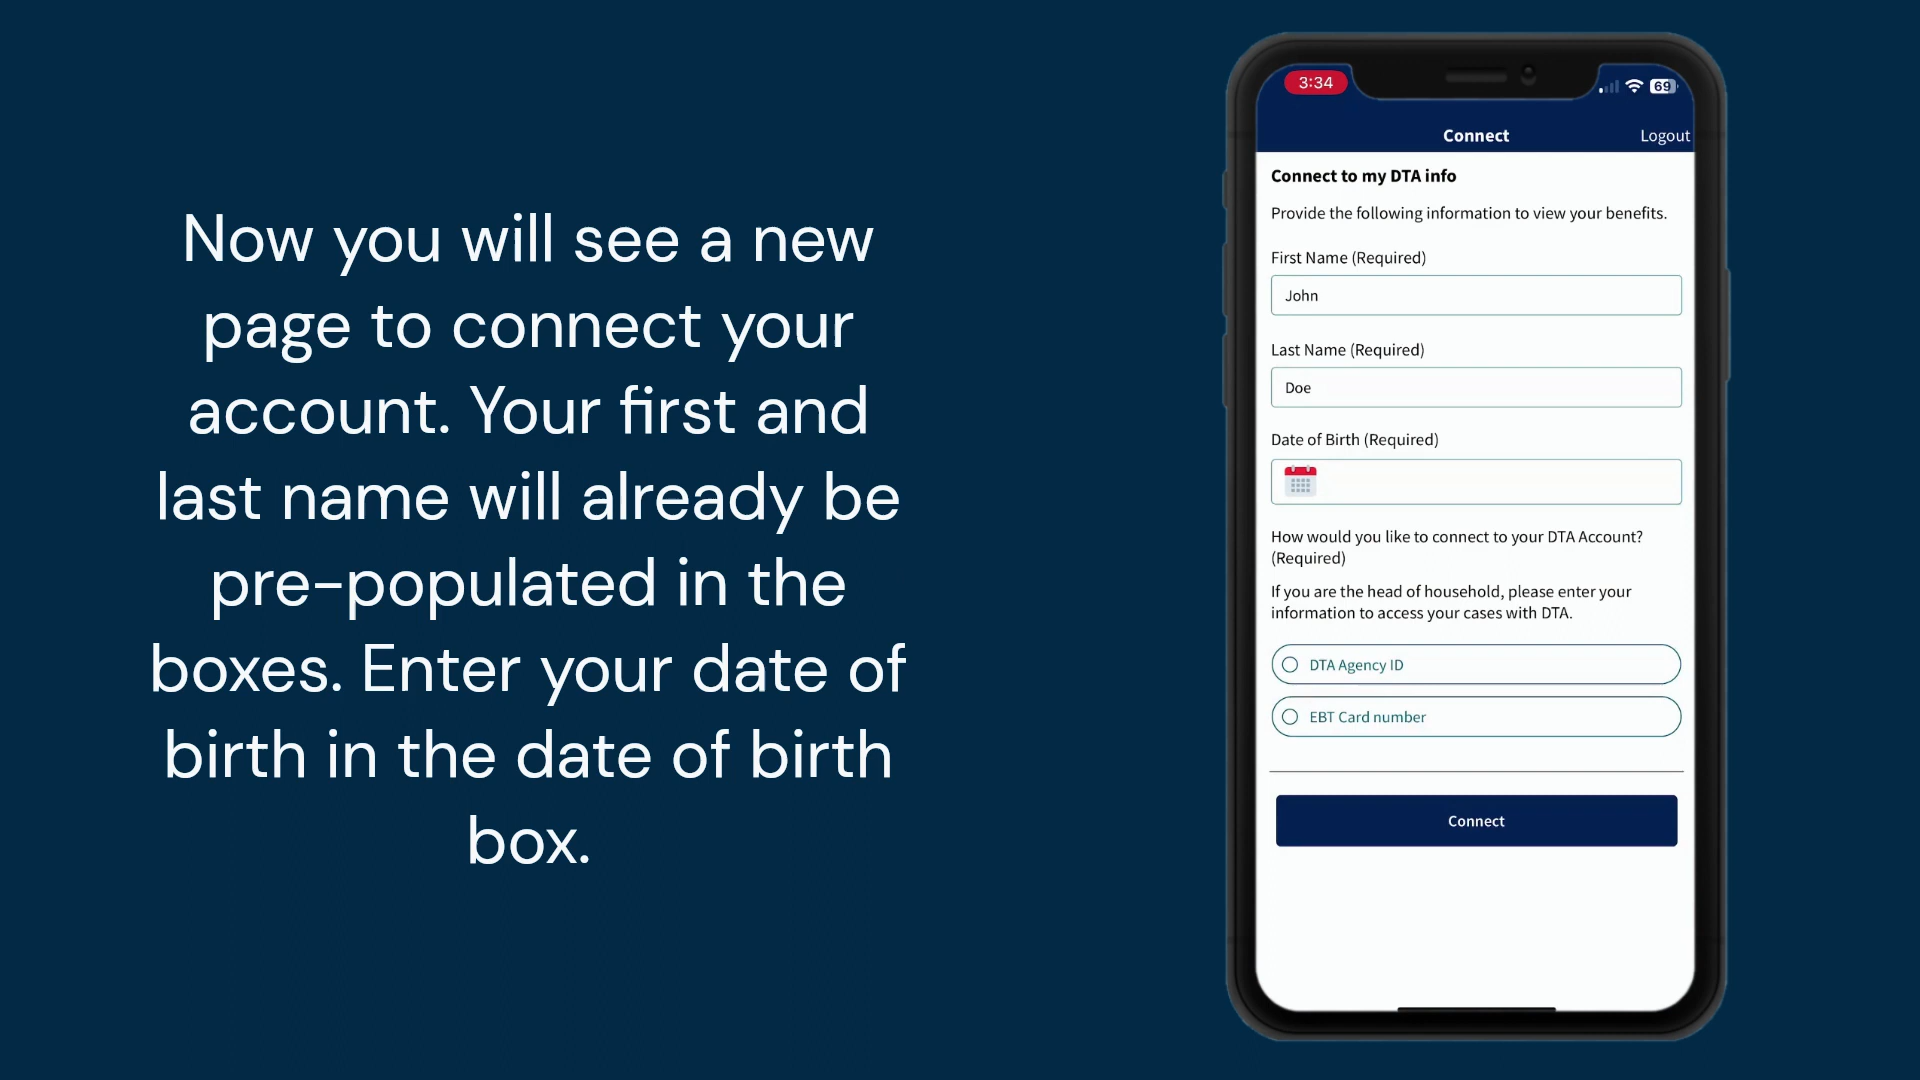 Now you will see a new
page to connect your
account. Your first and
last name will already be
pre-populated in the
boxes. Enter your date of
birth in the date of birth
box.
3:34
69
Connect
Logout
Connect to my DTA info
Provide the following information to view your benefits.
First Name (Required)
John
Last Name (Required)
Doe
Date of Birth (Required)
How would you like to connect to your DTA Account?
(Required)
If you are the head of household, please enter your
information to access your cases with DTA.
DTA Agency ID
EBT Card number
Connect